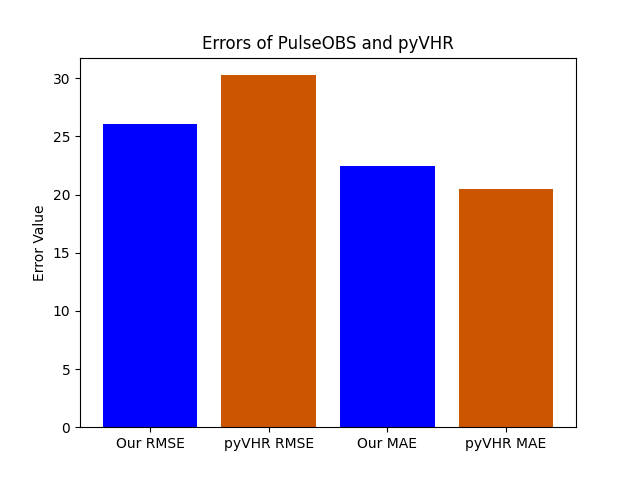 Errors of PulseOBS and pyVHR
Error Value
30
25
20
15
10
5
0
Our RMSE
pyVHR RMSE
Our MAE
pyVHR MAE